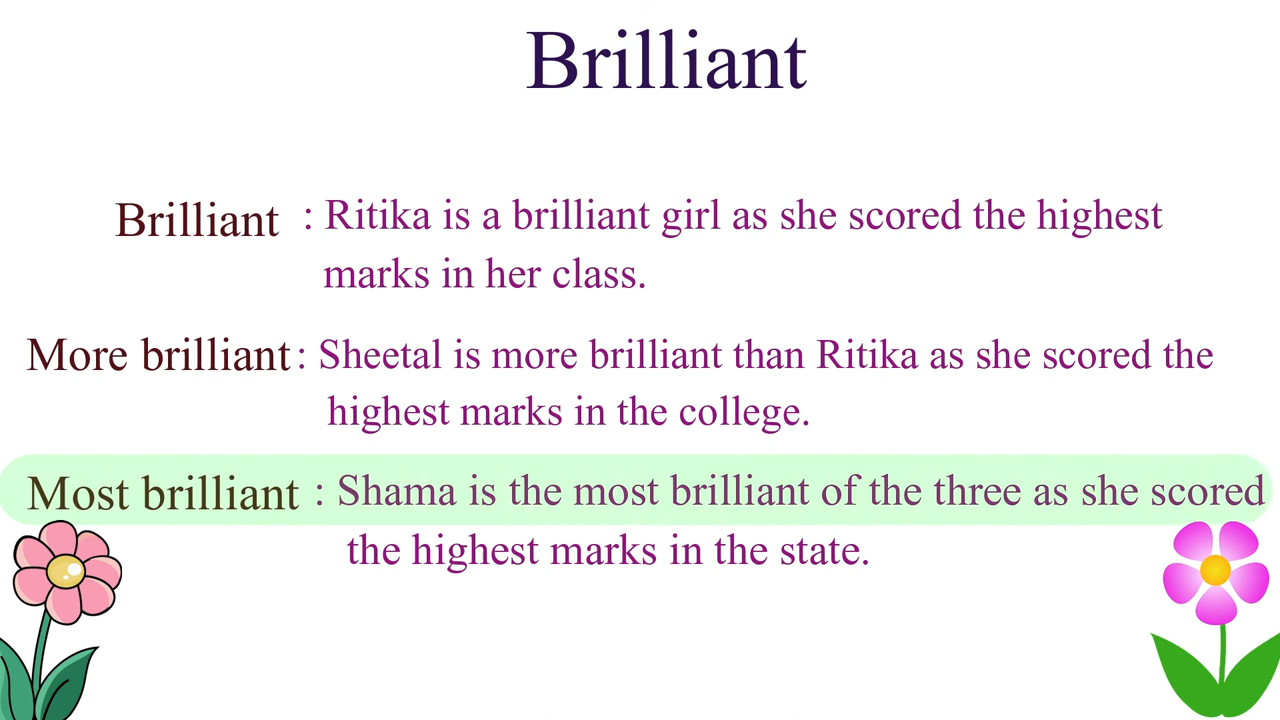 Brilliant
Brilliant : Ritika is a brilliant girl as she scored the highest
marks in her class.
More brilliant : Sheetal is more brilliant than Ritika as she scored the
highest marks in the college.
Most brilliant : Shama is the most brilliant of the three as she scored
the highest marks in the state.